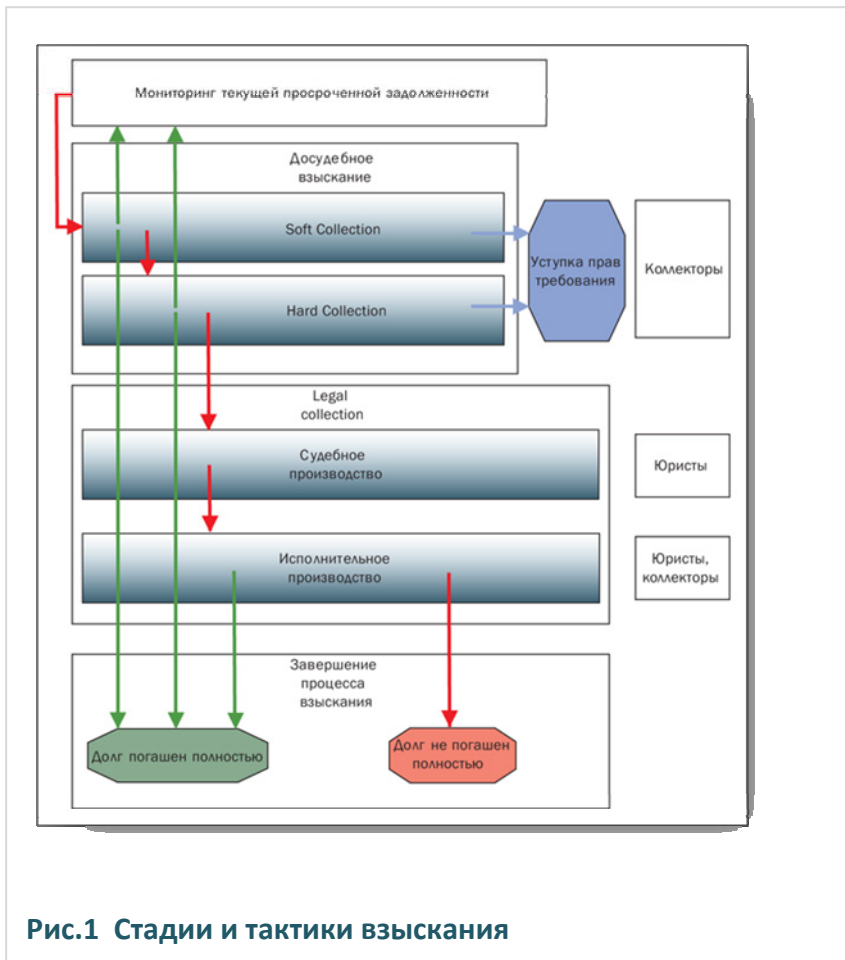 Мониторинг текущей просроченной задолженности
Досудебное
взыскание
Soft Collection
Hard Collection
Уступка прав
требования
Коллекторы
Legal
collection
Судебное
производство
Юристы
Исполнительное
производство
Юристы,
коллекторы
Завершение
процесса
взыскания
Долг погашен полностью
Долг не погашен
полностью
Рис.1 Стадии и тактики взыскания